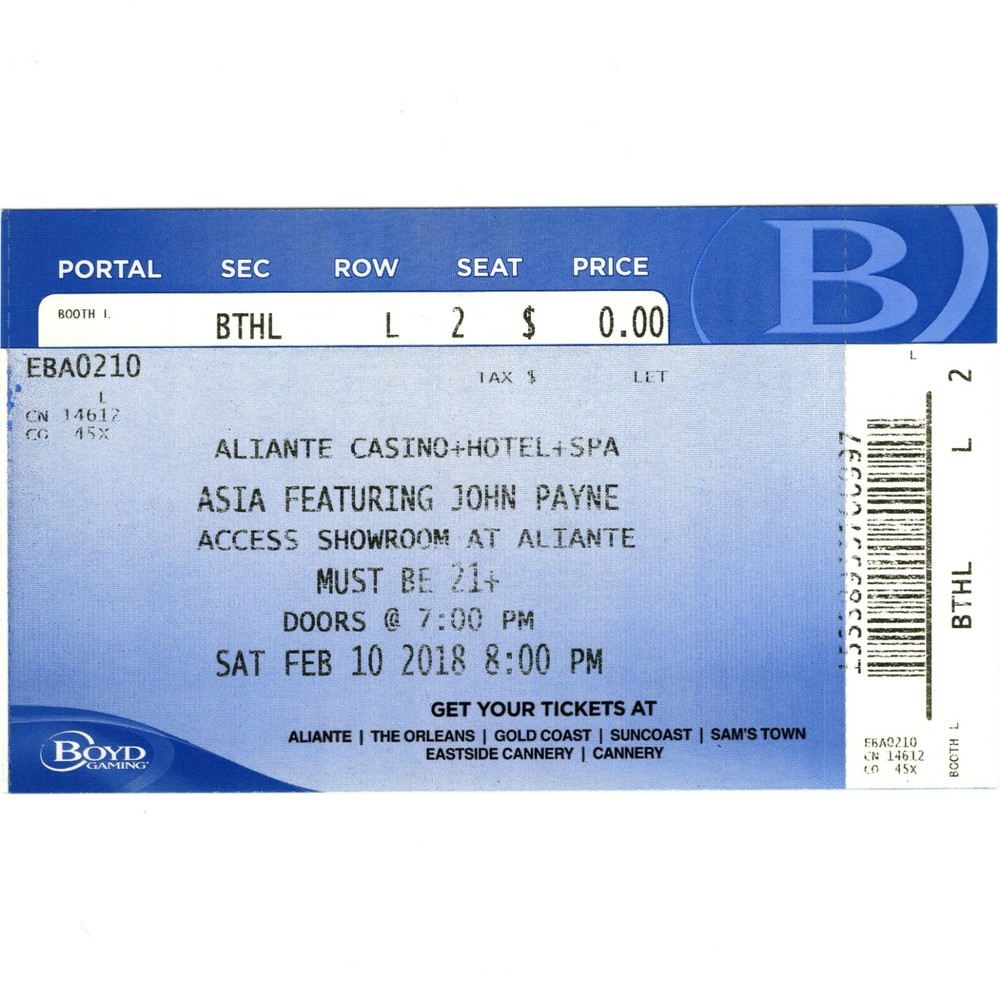 PORTAL SEC ROW SEAT PRICE
BOOTH L
BTHL L 2 $ 0.00
EBA0210
TAX $ LET
L
CN 14612
CO 45X
ALIANTE CASINO+HOTEL+SPA
ASIA FEATURING JOHN PAYNE
ACCESS SHOWROOM AT ALIANTE
MUST BE 21+
DOORS @ 7:00 PM
SAT FEB 10 2018 8:00 PM
GET YOUR TICKETS AT
ALIANTE | THE ORLEANS | GOLD COAST | SUNCOAST | SAM'S TOWN
EASTSIDE CANNERY | CANNERY
BOYD
GAMING
B
L
BTHL L 2
EBA0210
CN 14612
CO 45X
BOOTH L